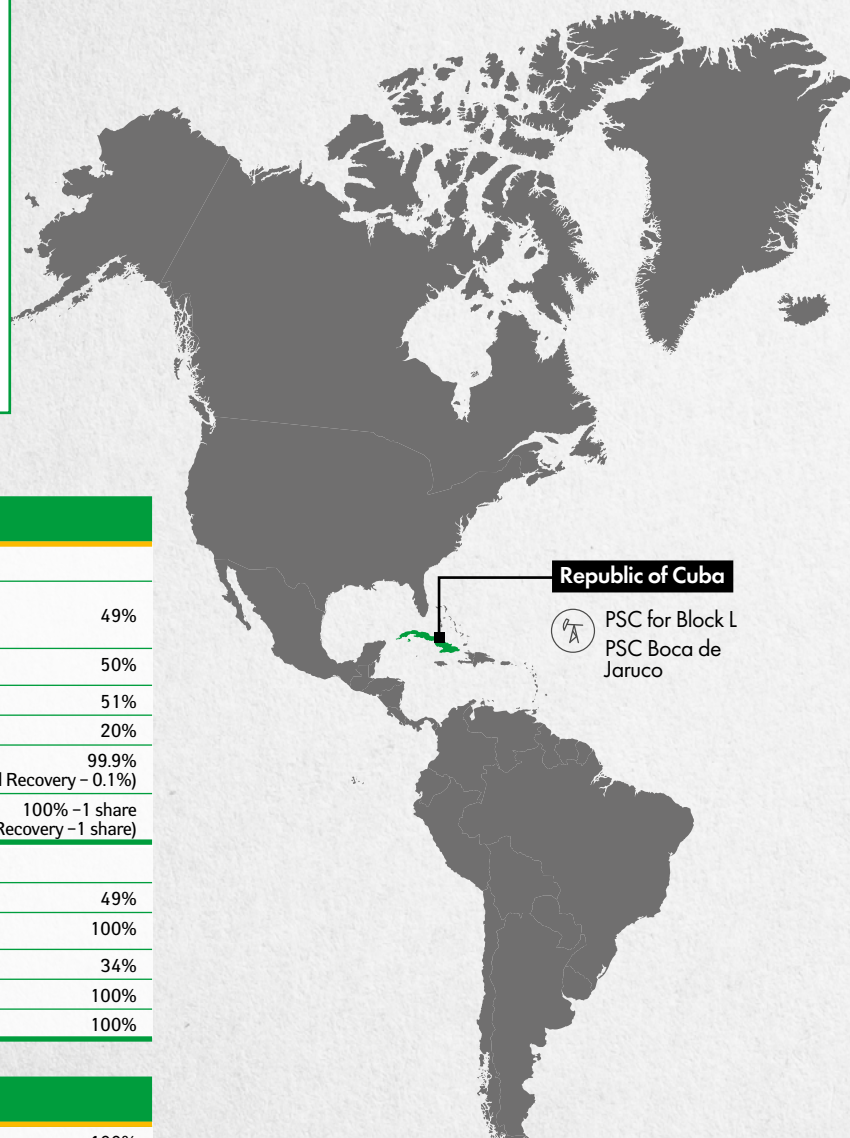 49%
50%
51%
20%
99.9%
Recovery – 0.1%)
100% –1 share
Recovery –1 share)
49%
100%
34%
100%
100%
Republic of Cuba
PSC for Block L
PSC Boca de
Jaruco